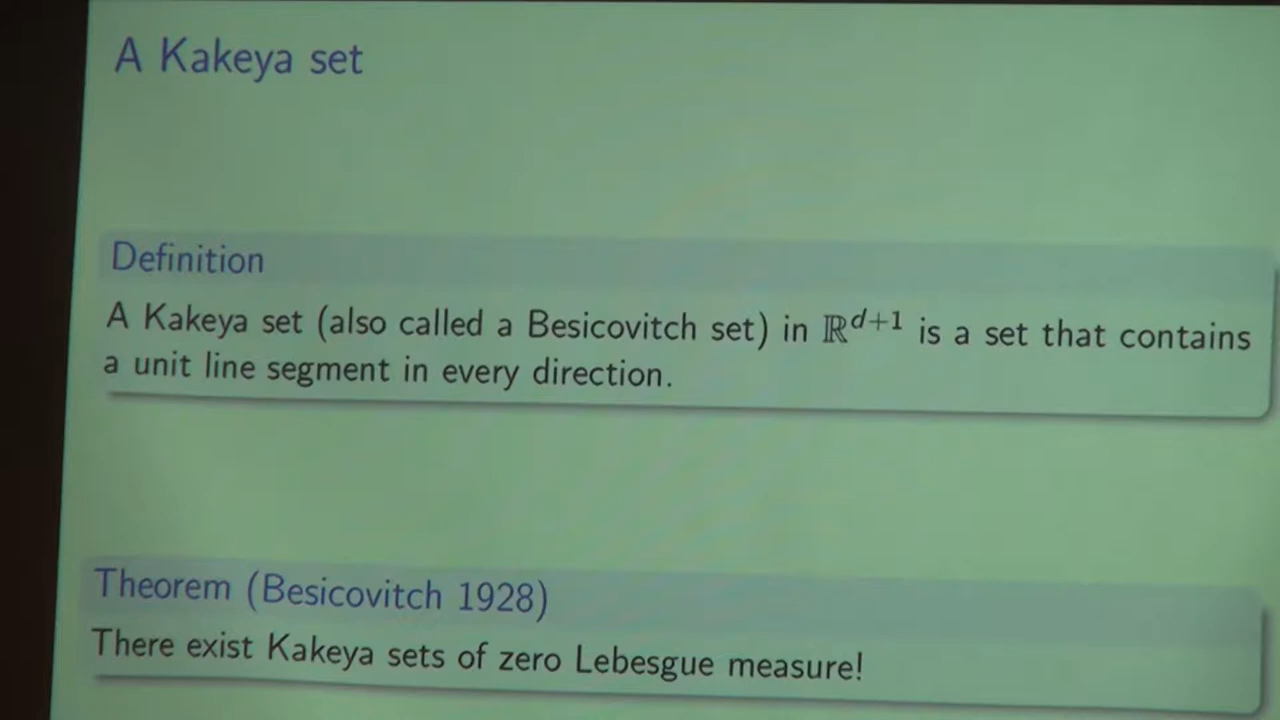 A Kakeya set
Definition
A Kakeya set (also called a Besicovitch set) in ℝᵈ⁺¹ is a set that contains
a unit line segment in every direction.
Theorem (Besicovitch 1928)
There exist Kakeya sets of zero Lebesgue measure!